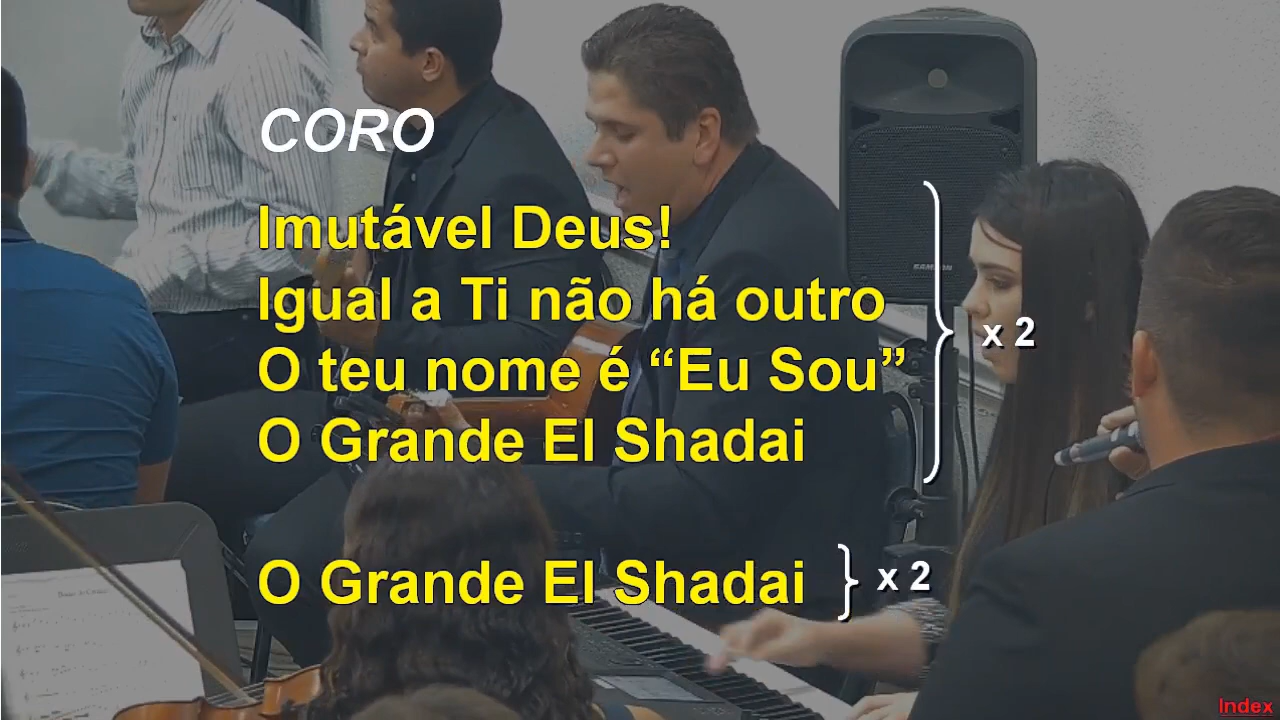 CORO
Imutável Deus!
Igual a Ti não há outro
O teu nome é “Eu Sou”
O Grande El Shadai
x 2
O Grande El Shadai
x 2
SAMSON
Index